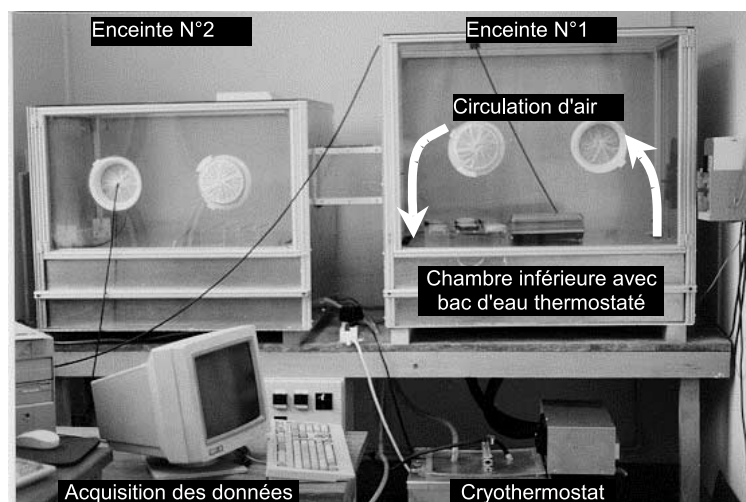 Enceinte N°2
Enceinte N°1
Circulation d'air
Chambre inférieure avec
bac d'eau thermostaté
Acquisition des données
Cryothermostat